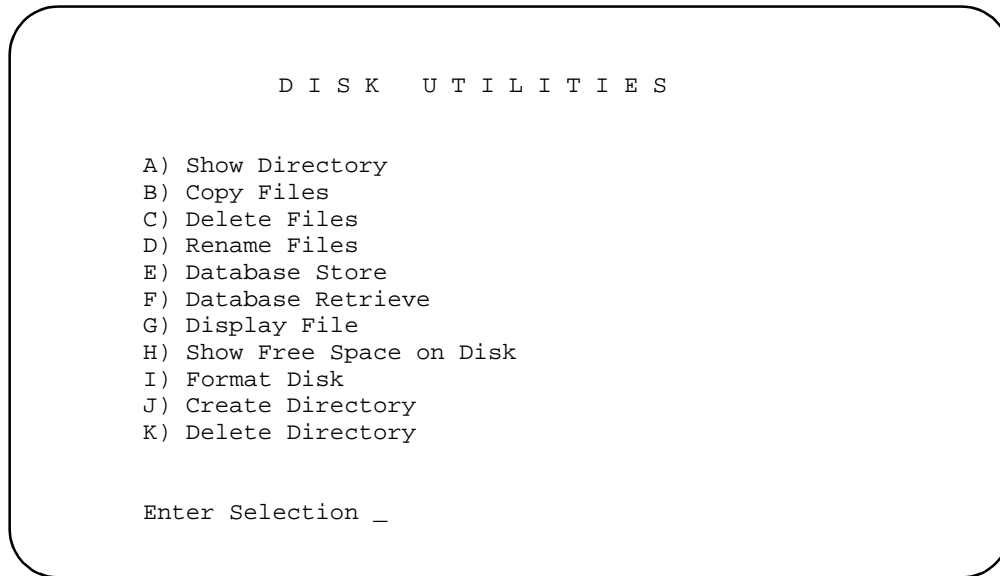 D I S K   U T I L I T I E S
A) Show Directory
B) Copy Files
C) Delete Files
D) Rename Files
E) Database Store
F) Database Retrieve
G) Display File
H) Show Free Space on Disk
I) Format Disk
J) Create Directory
K) Delete Directory
Enter Selection _